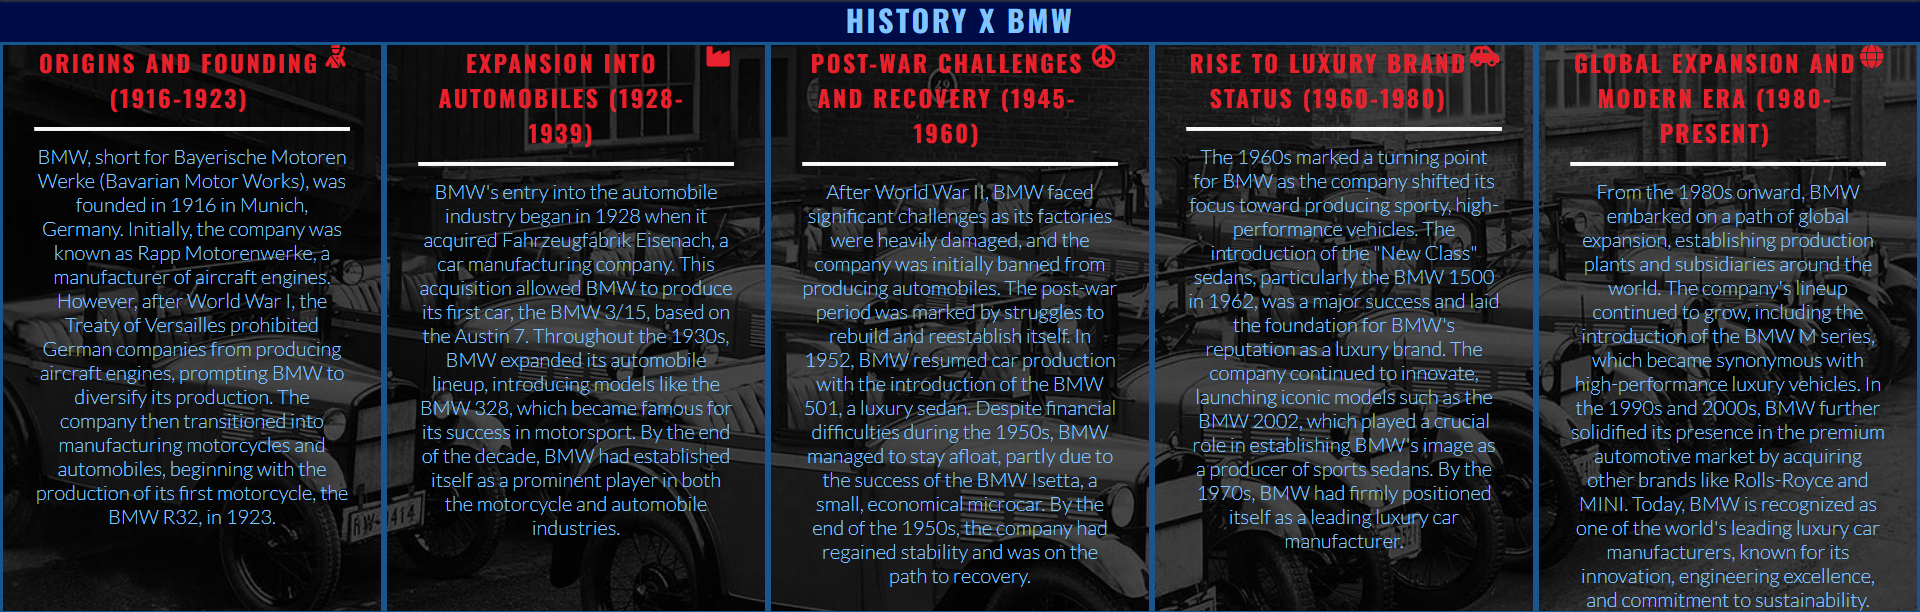 HISTORY X BMW
ORIGINS AND FOUNDING
(1916-1923)
BMW, short for Bayerische Motoren
Werke (Bavarian Motor Works), was
founded in 1916 in Munich,
Germany. Initially, the company was
known as Rapp Motorenwerke, a
manufacturer of aircraft engines.
However, after World War I, the
Treaty of Versailles prohibited
German companies from producing
aircraft engines, prompting BMW to
diversify its production. The
company then transitioned into
manufacturing motorcycles and
automobiles, beginning with the
production of its first motorcycle, the
BMW R32, in 1923.
EXPANSION INTO
AUTOMOBILES (1928-
1939)
BMW's entry into the automobile
industry began in 1928 when it
acquired Fahrzeugfabrik Eisenach, a
car manufacturing company. This
acquisition allowed BMW to produce
its first car, the BMW 3/15, based on
the Austin 7. Throughout the 1930s,
BMW expanded its automobile
lineup, introducing models like the
BMW 328, which became famous for
its success in motorsport. By the end
of the decade, BMW had established
itself as a prominent player in both
the motorcycle and automobile
industries.
POST-WAR CHALLENGES
AND RECOVERY (1945-
1960)
After World War II, BMW faced
significant challenges as its factories
were heavily damaged, and the
company was initially banned from
producing automobiles. The post-war
period was marked by struggles to
rebuild and reestablish itself. In
1952, BMW resumed car production
with the introduction of the BMW
501, a luxury sedan. Despite financial
difficulties during the 1950s, BMW
managed to stay afloat, partly due to
the success of the BMW Isetta, a
small, economical microcar. By the
end of the 1950s, the company had
regained stability and was on the
path to recovery.
RISE TO LUXURY BRAND
STATUS (1960-1980)
The 1960s marked a turning point
for BMW as the company shifted its
focus toward producing sporty, high-
performance vehicles. The
introduction of the "New Class"
sedans, particularly the BMW 1500
in 1962, was a major success and laid
the foundation for BMW's
reputation as a luxury brand. The
company continued to innovate,
launching iconic models such as the
BMW 2002, which played a crucial
role in establishing BMW's image as
a producer of sports sedans. By the
1970s, BMW had firmly positioned
itself as a leading luxury car
manufacturer.
GLOBAL EXPANSION AND
MODERN ERA (1980-
PRESENT)
From the 1980s onward, BMW
embarked on a path of global
expansion, establishing production
plants and subsidiaries around the
world. The company's lineup
continued to grow, including the
introduction of the BMW M series,
which became synonymous with
high-performance luxury vehicles. In
the 1990s and 2000s, BMW further
solidified its presence in the premium
automotive market by acquiring
other brands like Rolls-Royce and
MINI. Today, BMW is recognized as
one of the world's leading luxury car
manufacturers, known for its
innovation, engineering excellence,
and commitment to sustainability.